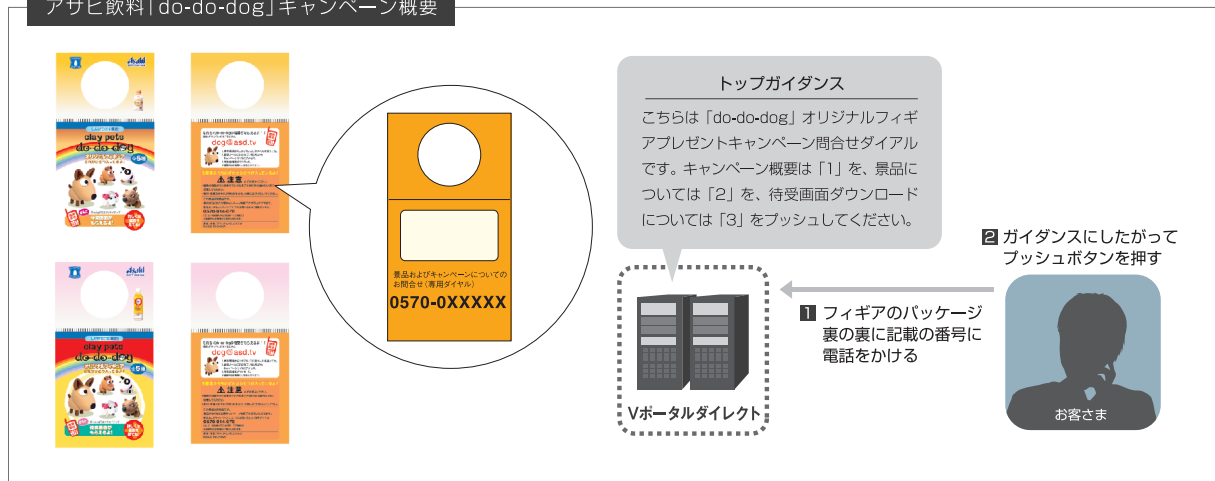 アサヒ飲料「do-do-dog」キャンペーン概要
Asahi
clay pets
do-do-dog
全5種
dog@asd.tv
注意
Asahi
clay pets
do-do-dog
全5種
dog@asd.tv
注意
景品およびキャンペーンについての
お問合せ（専用ダイヤル）
0570-0XXXXX
トップガイダンス
こちらは「do-do-dog」オリジナルフィギ
アプレゼントキャンペーン問合せダイアル
です。キャンペーン概要は「1」を、景品に
ついては「2」を、待受画面ダウンロード
については「3」をプッシュしてください。
Vポータルダイレクト
1 フィギアのパッケージ
裏の裏に記載の番号に
電話をかける
2 ガイダンスにしたがって
プッシュボタンを押す
お客さま